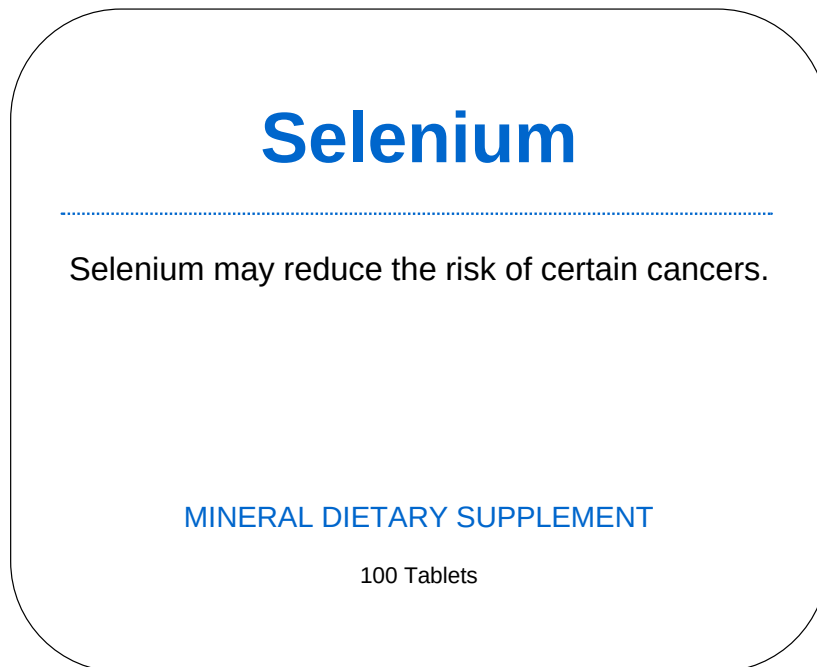 Selenium
Selenium may reduce the risk of certain cancers.
MINERAL DIETARY SUPPLEMENT
100 Tablets